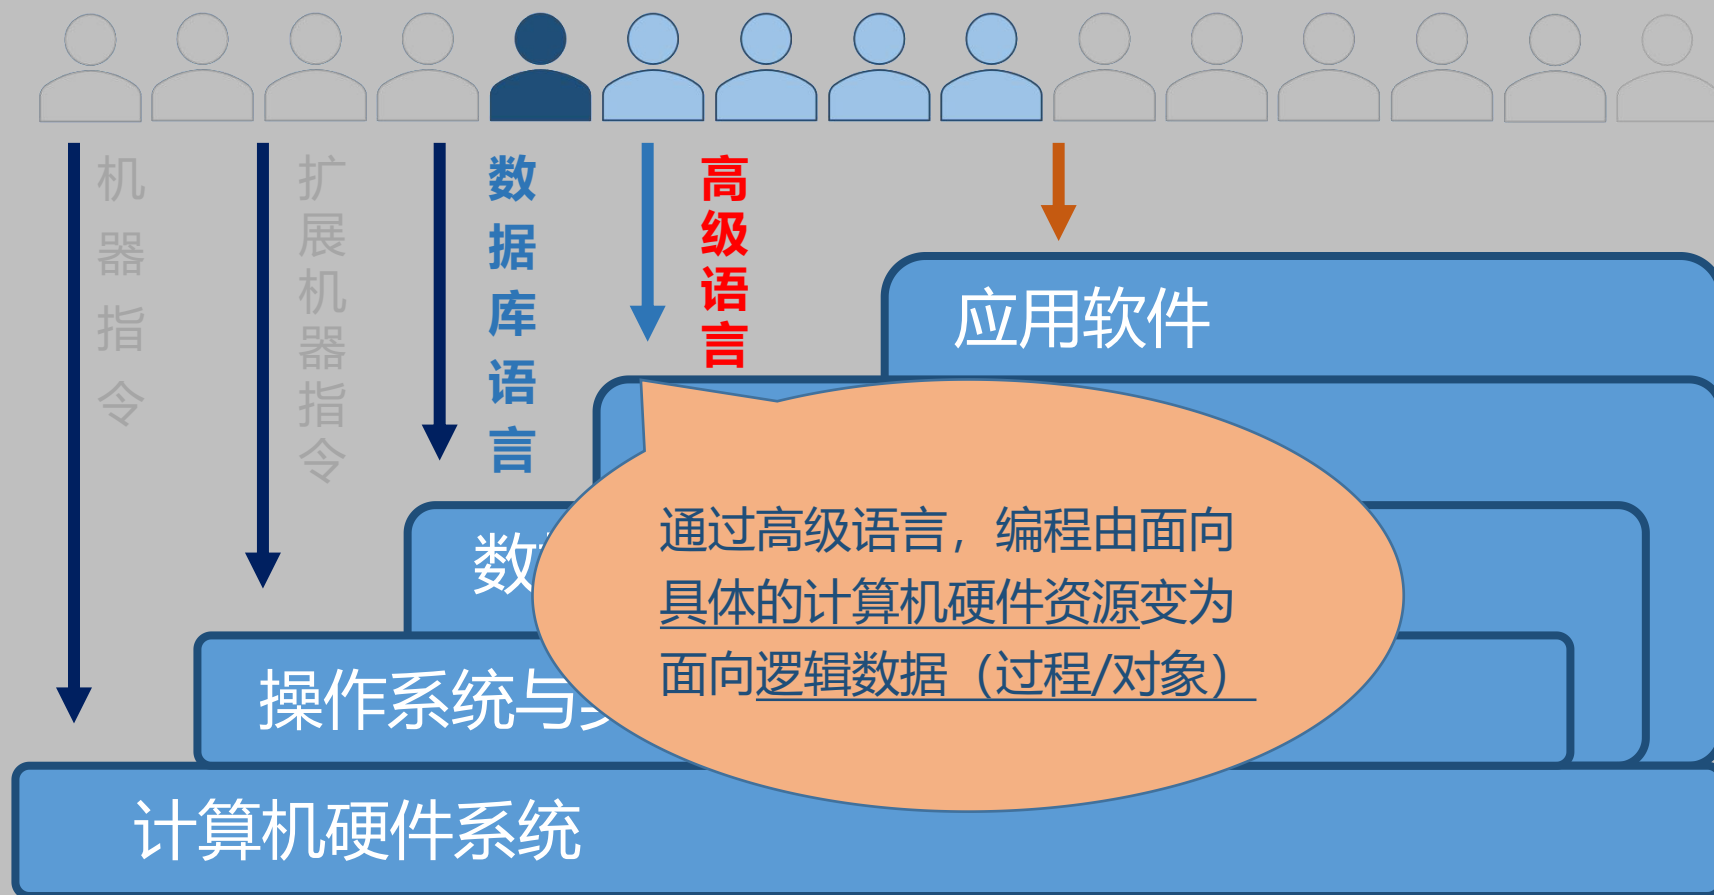 机器指令
扩展机器指令
数据库语言
高级语言
应用软件
通过高级语言，编程由面向
具体的计算机硬件资源变为
面向逻辑数据（过程/对象）
数
操作系统与
计算机硬件系统